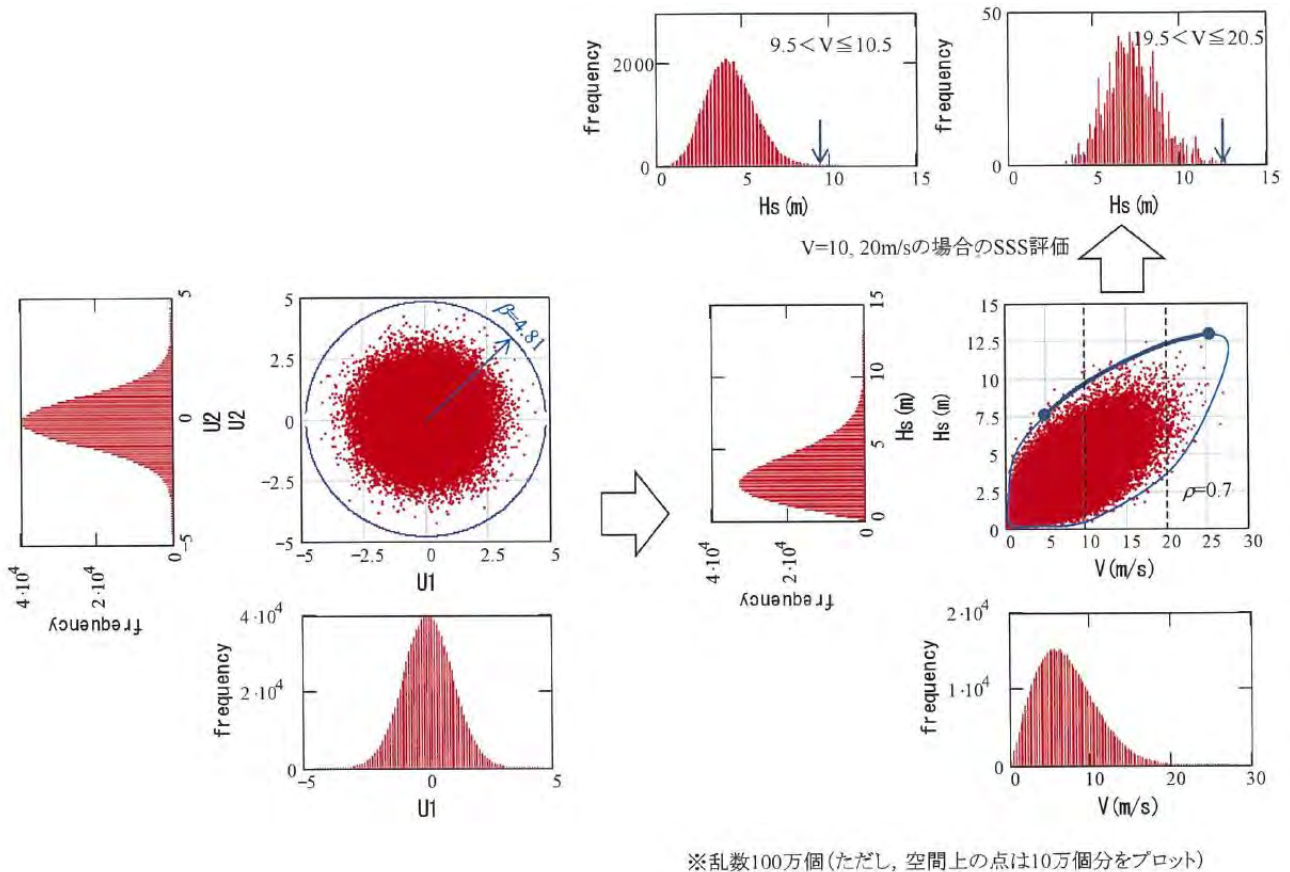 frequency
2000
0
9.5<V≦10.5
0 5 10 15
Hs (m)
frequency
50
0
19.5<V≦20.5
0 5 10 15
Hs (m)
V=10, 20m/sの場合のSSS評価
5
0
−5
U2
4·10⁴ 2·10⁴ 0
frequency
U2
5
2.5
0
−2.5
−5
β=4.81
−5 2.5 0 2.5 5
U1
frequency
4·10⁴
2·10⁴
0
−5 0 5
U1
15
10
5
0
Hs (m)
4·10⁴ 2·10⁴ 0
frequency
Hs (m)
15
12.5
10
7.5
5
2.5
0
ρ=0.7
0 5 10 15 20 25 30
V (m/s)
frequency
2·10⁴
1·10⁴
0
0 10 20 30
V (m/s)
※乱数100万個(ただし, 空間上の点は10万個分をプロット)